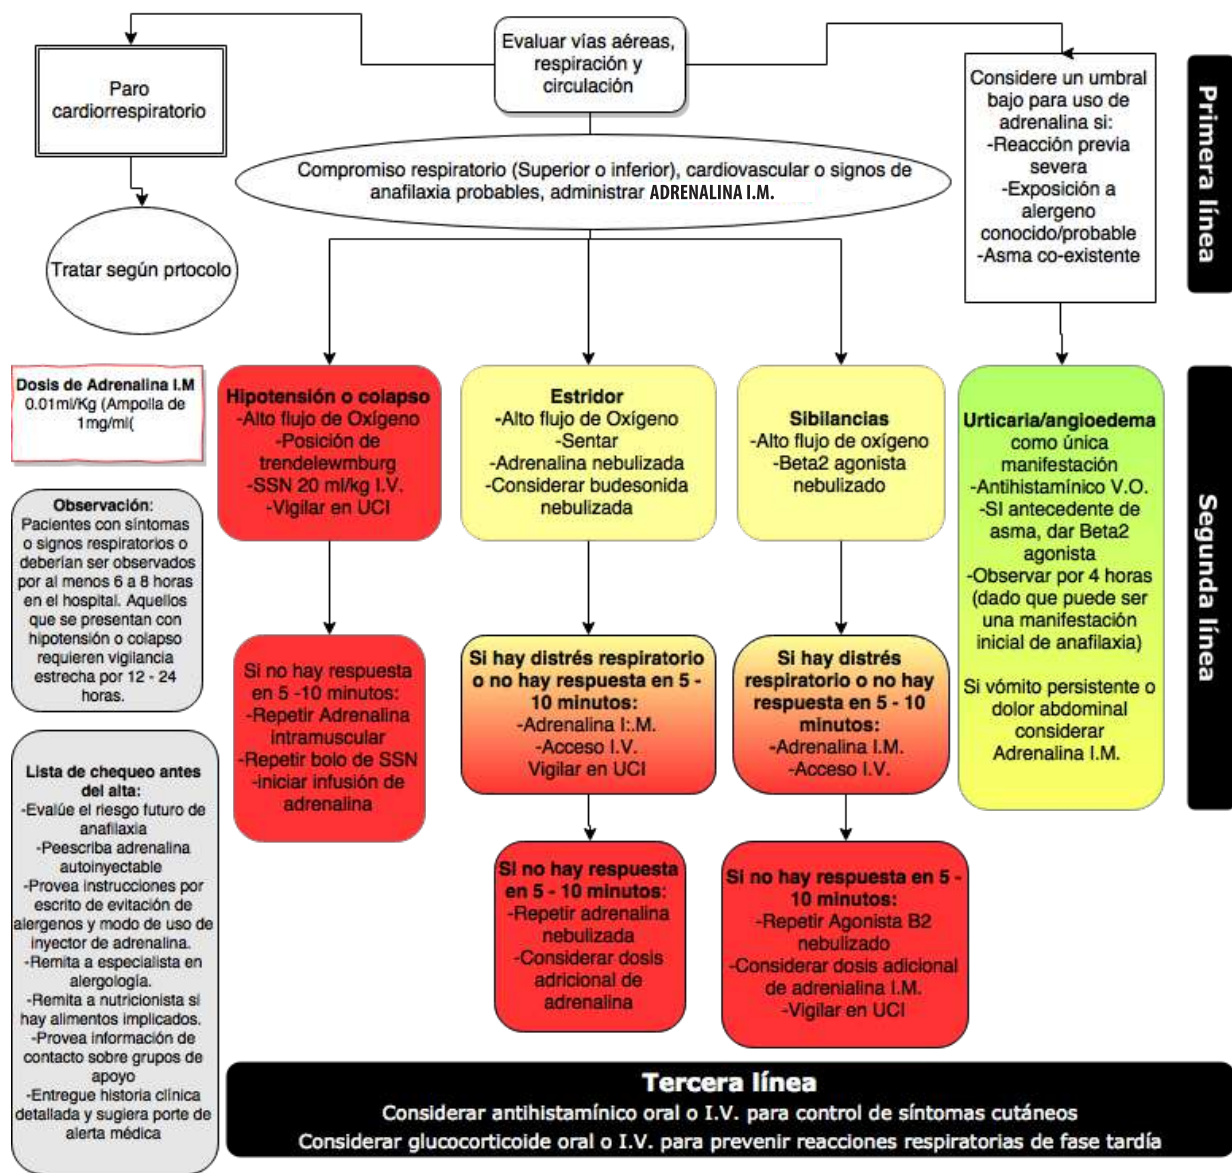 Evaluar vías aéreas,
respiración y
circulación
Paro
cardiorrespiratorio
Considere un umbral
bajo para uso de
adrenalina si:
-Reacción previa
severa
-Exposición a
alergeno
conocido/probable
-Asma co-existente
Primera línea
Compromiso respiratorio (Superior o inferior), cardiovascular o signos de
anafilaxia probables, administrar ADRENALINA I.M.
Tratar según prtocolo
Dosis de Adrenalina I.M
0.01ml/Kg (Ampolla de
1mg/ml(
Hipotensión o colapso
-Alto flujo de Oxígeno
-Posición de
trendelewmburg
-SSN 20 ml/kg I.V.
-Vigilar en UCI
Estridor
-Alto flujo de Oxígeno
-Sentar
-Adrenalina nebulizada
-Considerar budesonida
nebulizada
Sibilancias
-Alto flujo de oxígeno
-Beta2 agonista
nebulizado
Urticaria/angioedema
como única
manifestación
-Antihistamínico V.O.
-SI antecedente de
asma, dar Beta2
agonista
-Observar por 4 horas
(dado que puede ser
una manifestación
inicial de anafilaxia)
Si vómito persistente o
dolor abdominal
considerar
Adrenalina I.M.
Segunda línea
Observación:
Pacientes con síntomas
o signos respiratorios o
deberían ser observados
por al menos 6 a 8 horas
en el hospital. Aquellos
que se presentan con
hipotensión o colapso
requieren vigilancia
estrecha por 12 - 24
horas.
Si no hay respuesta
en 5 -10 minutos:
-Repetir Adrenalina
intramuscular
-Repetir bolo de SSN
-iniciar infusión de
adrenalina
Si hay distrés respiratorio
o no hay respuesta en 5 -
10 minutos:
-Adrenalina I:.M.
-Acceso I.V.
Vigilar en UCI
Si hay distrés
respiratorio o no hay
respuesta en 5 - 10
minutos:
-Adrenalina I.M.
-Acceso I.V.
Lista de chequeo antes
del alta:
-Evalúe el riesgo futuro de
anafilaxia
-Peescriba adrenalina
autoinyectable
-Provea instrucciones por
escrito de evitación de
alergenos y modo de uso de
inyector de adrenalina.
-Remita a especialista en
alergología.
-Remita a nutricionista si
hay alimentos implicados.
-Provea información de
contacto sobre grupos de
apoyo
-Entregue historia clínica
detallada y sugiera porte de
alerta médica
Si no hay respuesta
en 5 - 10 minutos:
-Repetir adrenalina
nebulizada
-Considerar dosis
adricional de
adrenalina
Si no hay respuesta en 5 -
10 minutos:
-Repetir Agonista B2
nebulizado
-Considerar dosis adicional
de adrenialina I.M.
-Vigilar en UCI
Tercera línea
Considerar antihistamínico oral o I.V. para control de síntomas cutáneos
Considerar glucocorticoide oral o I.V. para prevenir reacciones respiratorias de fase tardía